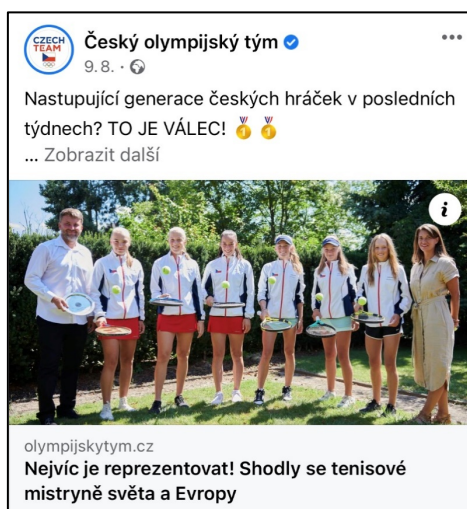 CZECH
TEAM
Český olympijský tým
9. 8. ·
Nastupující generace českých hráček v posledních
týdnech? TO JE VÁLEC! 🏅 🏅
... Zobrazit další
i
olympijskytym.cz
Nejvíc je reprezentovat! Shodly se tenisové
mistryně světa a Evropy